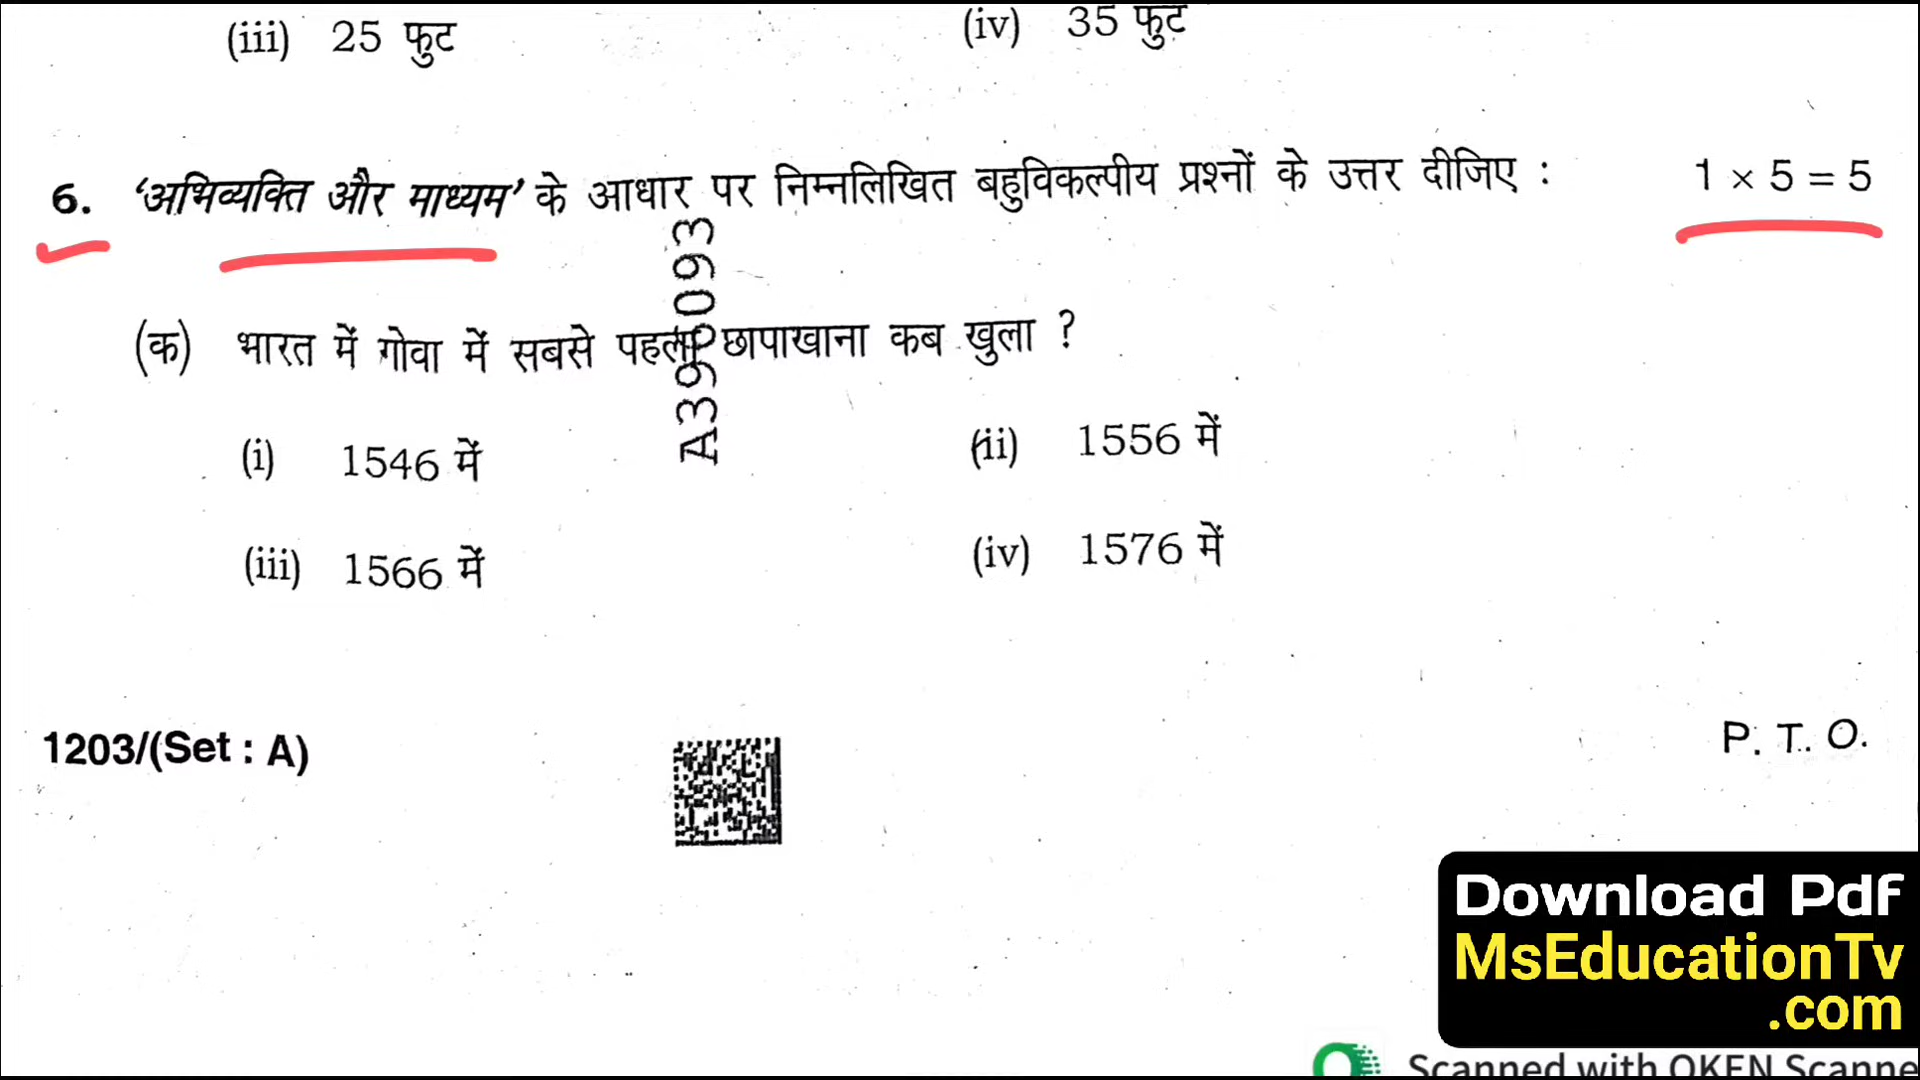 (iii) 25 फुट
(iv) 35 फुट
6. ‘अभिव्यक्ति और माध्यम’ के आधार पर निम्नलिखित बहुविकल्पीय प्रश्नों के उत्तर दीजिए : 1 × 5 = 5
(क) भारत में गोवा में सबसे पहला छापाखाना कब खुला ?
(i) 1546 में
(ii) 1556 में
(iii) 1566 में
(iv) 1576 में
1203/(Set : A)
P. T. O.
Download Pdf
MsEducationTv
.com
Scanned with OKEN Scanne